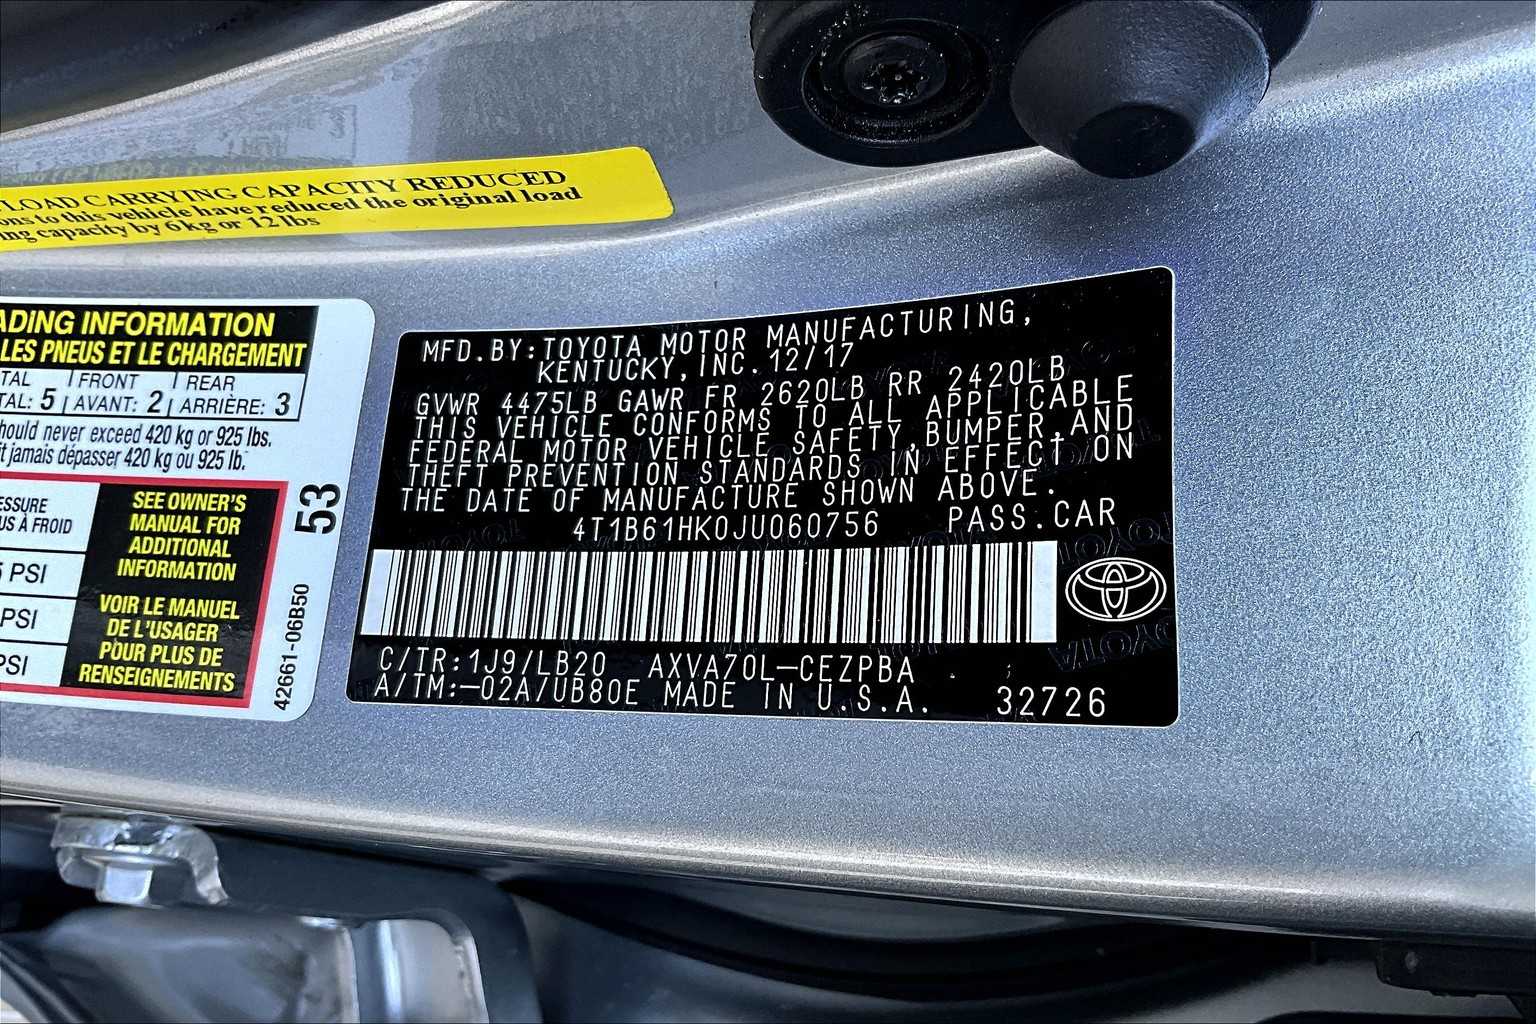 LOAD CARRYING CAPACITY REDUCED
ons to this vehicle have reduced the original load
ng capacity by 6kg or 12 lbs
ADING INFORMATION
LES PNEUS ET LE CHARGEMENT
TAL FRONT REAR
TAL: 5 AVANT: 2 ARRIÈRE: 3
hould never exceed 420 kg or 925 lbs.
it jamais dépasser 420 kg ou 925 lb.
ESSURE
US À FROID
5 PSI
PSI
PSI
SEE OWNER'S
MANUAL FOR
ADDITIONAL
INFORMATION
VOIR LE MANUEL
DE L'USAGER
POUR PLUS DE
RENSEIGNEMENTS
53
42661-06B50
MFD.BY:TOYOTA MOTOR MANUFACTURING,
KENTUCKY,INC.12/17
GVWR 4475LB GAWR FR 2620LB RR 2420LB
THIS VEHICLE CONFORMS TO ALL APPLICABLE
FEDERAL MOTOR VEHICLE SAFETY,BUMPER,AND
THEFT PREVENTION STANDARDS IN EFFECT ON
THE DATE OF MANUFACTURE SHOWN ABOVE.
4T1B61HK0JU060756 PASS.CAR
C/TR:1J9/LB20 AXVA70L-CEZPBA
A/TM:-02A/UB80E MADE IN U.S.A. 32726